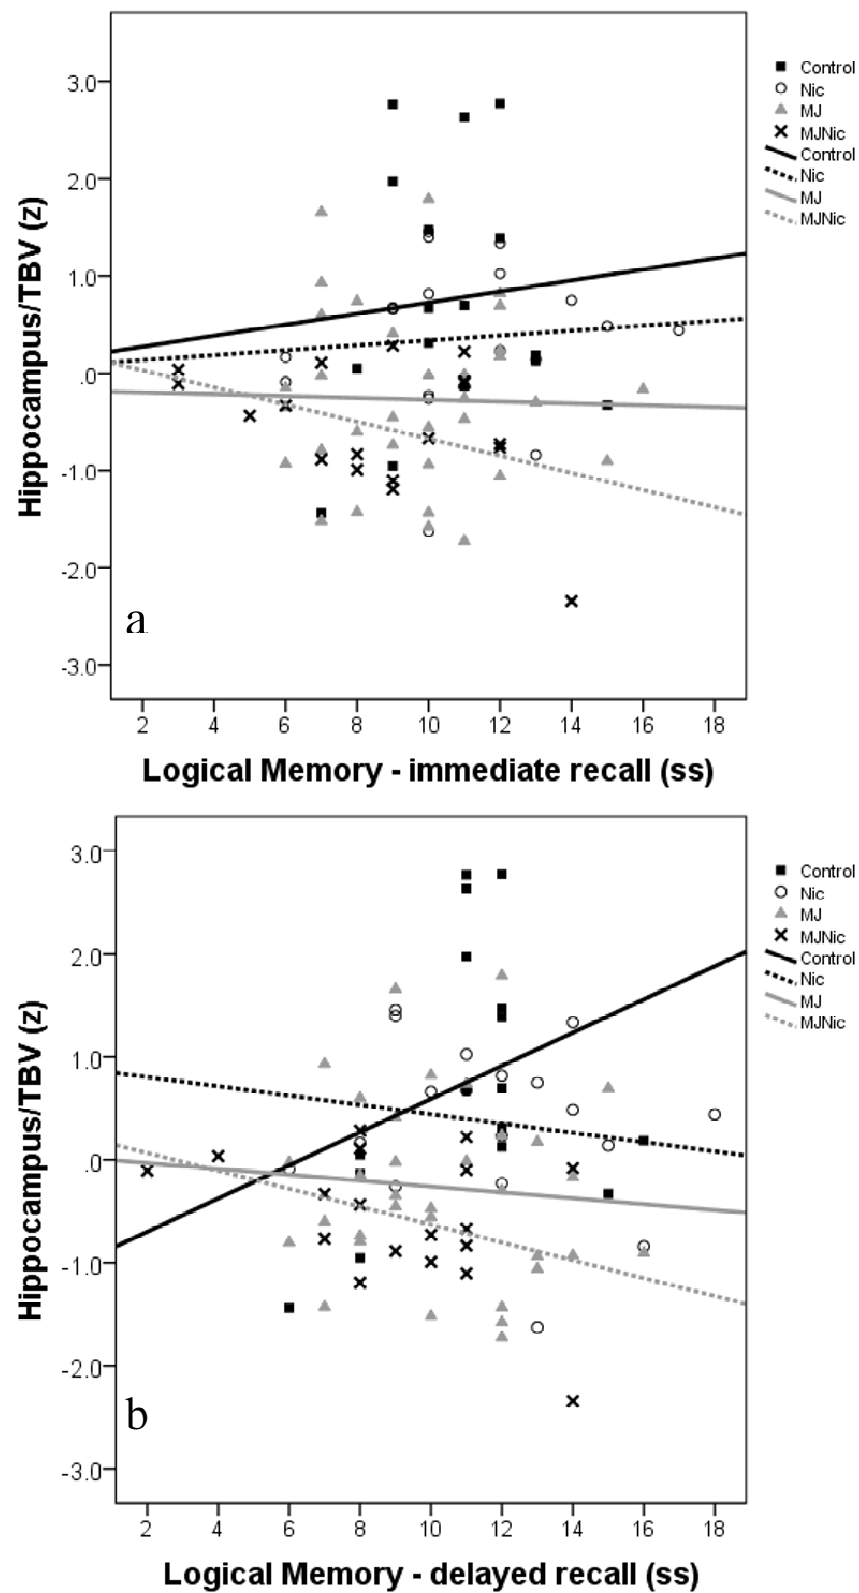 3.0
2.0
1.0
.0
-1.0
-2.0
-3.0
Hippocampus/TBV (z)
a
2 4 6 8 10 12 14 16 18
Logical Memory - immediate recall (ss)
Control
Nic
MJ
MJNic
Control
Nic
MJ
MJNic
3.0
2.0
1.0
.0
-1.0
-2.0
-3.0
Hippocampus/TBV (z)
b
2 4 6 8 10 12 14 16 18
Logical Memory - delayed recall (ss)
Control
Nic
MJ
MJNic
Control
Nic
MJ
MJNic